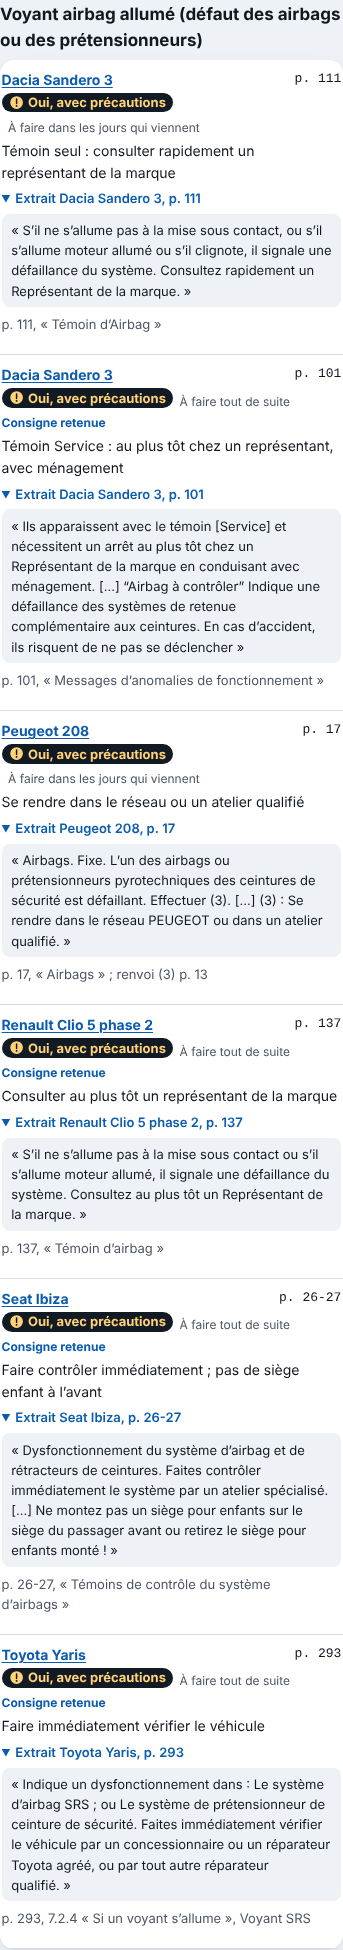 Voyant airbag allumé (défaut des airbags
ou des prétensionneurs)
Dacia Sandero 3 p. 111
Oui, avec précautions
À faire dans les jours qui viennent
Témoin seul : consulter rapidement un
représentant de la marque
▼ Extrait Dacia Sandero 3, p. 111
« S’il ne s’allume pas à la mise sous contact, ou s’il
s’allume moteur allumé ou s’il clignote, il signale une
défaillance du système. Consultez rapidement un
Représentant de la marque. »
p. 111, « Témoin d’Airbag »
Dacia Sandero 3 p. 101
Oui, avec précautions À faire tout de suite
Consigne retenue
Témoin Service : au plus tôt chez un représentant,
avec ménagement
▼ Extrait Dacia Sandero 3, p. 101
« Ils apparaissent avec le témoin [Service] et
nécessitent un arrêt au plus tôt chez un
Représentant de la marque en conduisant avec
ménagement. [...] “Airbag à contrôler” Indique une
défaillance des systèmes de retenue
complémentaire aux ceintures. En cas d’accident,
ils risquent de ne pas se déclencher »
p. 101, « Messages d’anomalies de fonctionnement »
Peugeot 208 p. 17
Oui, avec précautions
À faire dans les jours qui viennent
Se rendre dans le réseau ou un atelier qualifié
▼ Extrait Peugeot 208, p. 17
« Airbags. Fixe. L’un des airbags ou
prétensionneurs pyrotechniques des ceintures de
sécurité est défaillant. Effectuer (3). [...] (3) : Se
rendre dans le réseau PEUGEOT ou dans un atelier
qualifié. »
p. 17, « Airbags » ; renvoi (3) p. 13
Renault Clio 5 phase 2 p. 137
Oui, avec précautions À faire tout de suite
Consigne retenue
Consulter au plus tôt un représentant de la marque
▼ Extrait Renault Clio 5 phase 2, p. 137
« S’il ne s’allume pas à la mise sous contact ou s’il
s’allume moteur allumé, il signale une défaillance du
système. Consultez au plus tôt un Représentant de
la marque. »
p. 137, « Témoin d’airbag »
Seat Ibiza p. 26-27
Oui, avec précautions À faire tout de suite
Consigne retenue
Faire contrôler immédiatement ; pas de siège
enfant à l’avant
▼ Extrait Seat Ibiza, p. 26-27
« Dysfonctionnement du système d’airbag et de
rétracteurs de ceintures. Faites contrôler
immédiatement le système par un atelier spécialisé.
[...] Ne montez pas un siège pour enfants sur le
siège du passager avant ou retirez le siège pour
enfants monté ! »
p. 26-27, « Témoins de contrôle du système
d’airbags »
Toyota Yaris p. 293
Oui, avec précautions À faire tout de suite
Consigne retenue
Faire immédiatement vérifier le véhicule
▼ Extrait Toyota Yaris, p. 293
« Indique un dysfonctionnement dans : Le système
d’airbag SRS ; ou Le système de prétensionneur de
ceinture de sécurité. Faites immédiatement vérifier
le véhicule par un concessionnaire ou un réparateur
Toyota agréé, ou par tout autre réparateur
qualifié. »
p. 293, 7.2.4 « Si un voyant s’allume », Voyant SRS